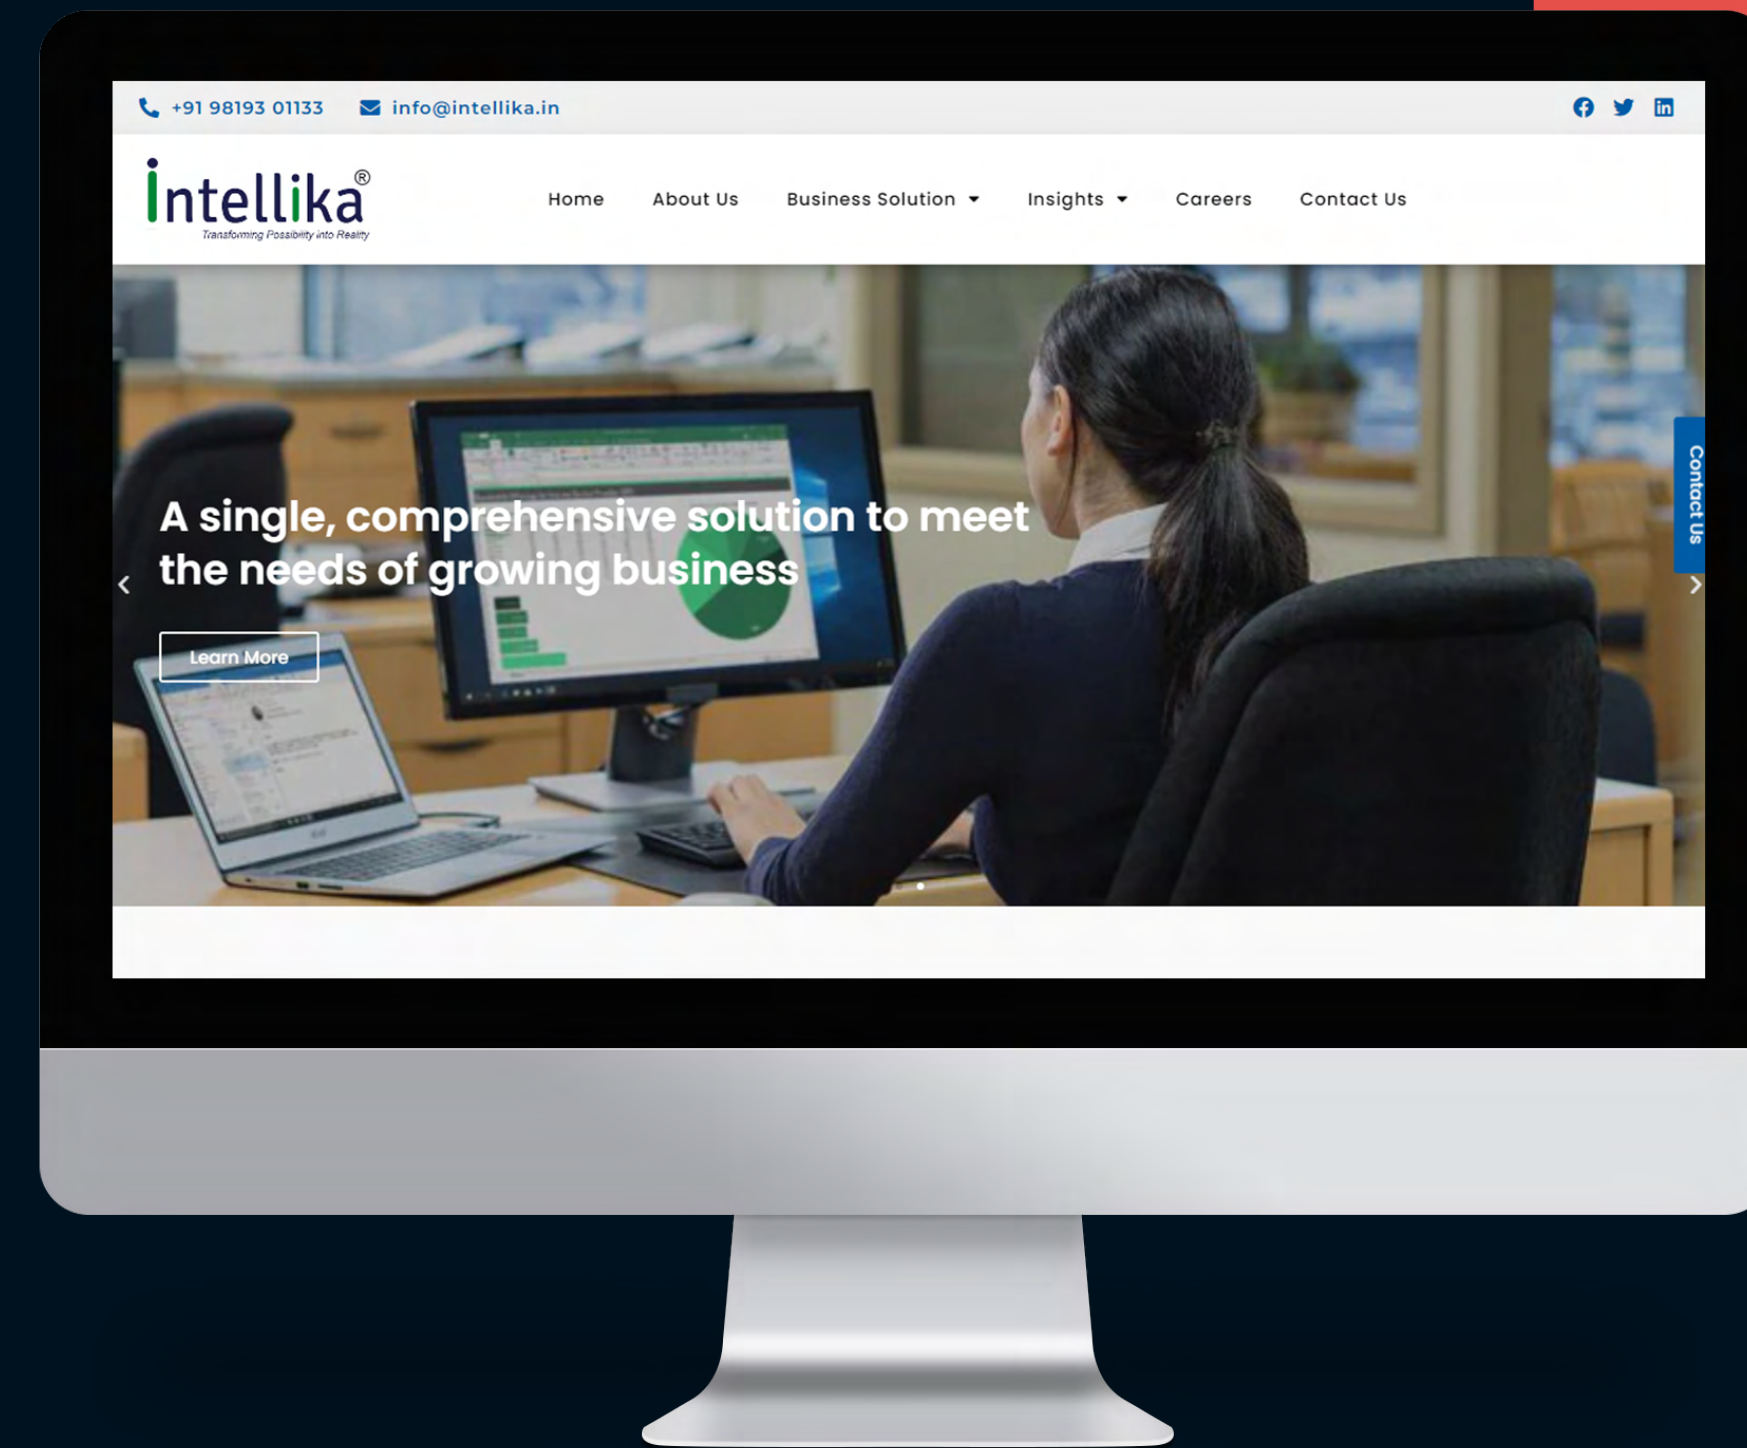 +91 98193 01133 info@intellika.in
intellika®
Transforming Possibility into Reality
Home About Us Business Solution Insights Careers Contact Us
A single, comprehensive solution to meet
the needs of growing business
Learn More
Contact Us